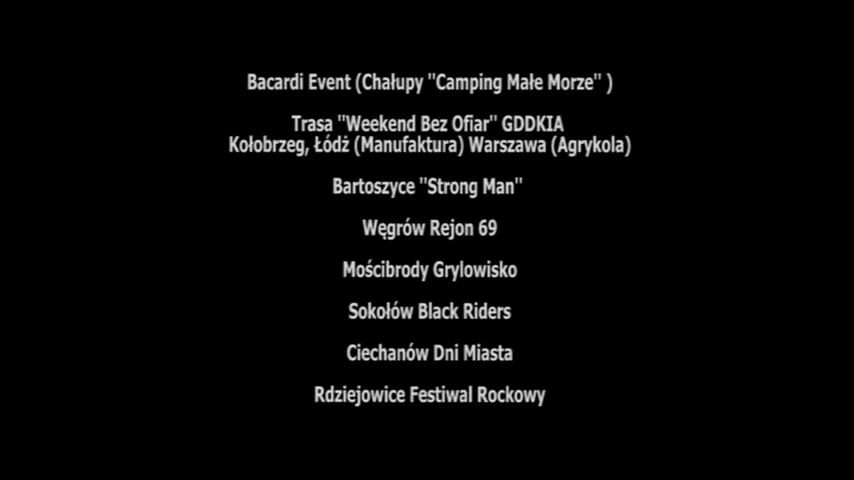 Bacardi Event (Chałupy "Camping Małe Morze" )
Trasa "Weekend Bez Ofiar" GDDKIA
Kołobrzeg, Łódź (Manufaktura) Warszawa (Agrykola)
Bartoszyce "Strong Man"
Węgrów Rejon 69
Mościbrody Grylowisko
Sokołów Black Riders
Ciechanów Dni Miasta
Rdziejowice Festiwal Rockowy